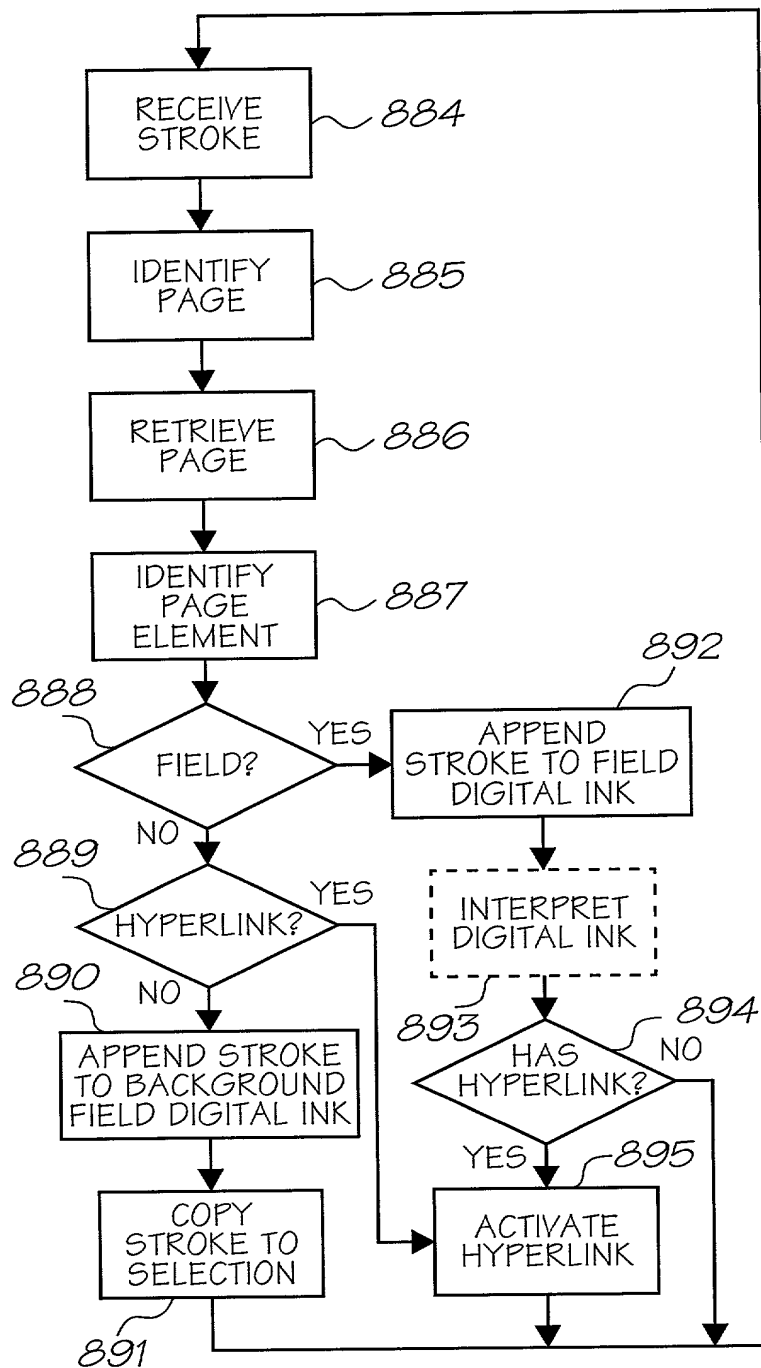 RECEIVE
STROKE
884
IDENTIFY
PAGE
885
RETRIEVE
PAGE
886
IDENTIFY
PAGE
ELEMENT
887
888
FIELD?
YES
NO
892
APPEND
STROKE TO FIELD
DIGITAL INK
889
HYPERLINK?
YES
NO
INTERPRET
DIGITAL INK
893
890
APPEND STROKE
TO BACKGROUND
FIELD DIGITAL INK
894
HAS
HYPERLINK?
NO
YES
COPY
STROKE TO
SELECTION
891
895
ACTIVATE
HYPERLINK